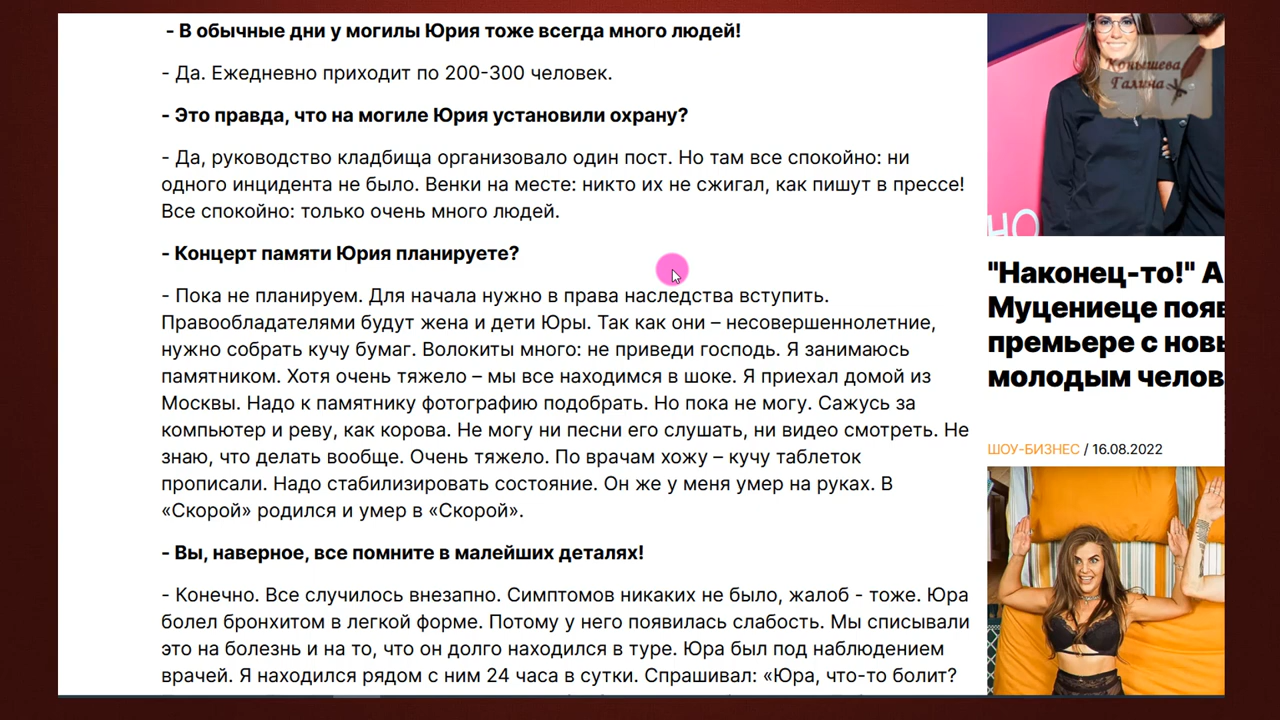 - В обычные дни у могилы Юрия тоже всегда много людей!
- Да. Ежедневно приходит по 200-300 человек.
- Это правда, что на могиле Юрия установили охрану?
- Да, руководство кладбища организовало один пост. Но там все спокойно: ни
одного инцидента не было. Венки на месте: никто их не сжигал, как пишут в прессе!
Все спокойно: только очень много людей.
- Концерт памяти Юрия планируете?
- Пока не планируем. Для начала нужно в права наследства вступить.
Правообладателями будут жена и дети Юры. Так как они – несовершеннолетние,
нужно собрать кучу бумаг. Волокиты много: не приведи господь. Я занимаюсь
памятником. Хотя очень тяжело – мы все находимся в шоке. Я приехал домой из
Москвы. Надо к памятнику фотографию подобрать. Но пока не могу. Сажусь за
компьютер и реву, как корова. Не могу ни песни его слушать, ни видео смотреть. Не
знаю, что делать вообще. Очень тяжело. По врачам хожу – кучу таблеток
прописали. Надо стабилизировать состояние. Он же у меня умер на руках. В
«Скорой» родился и умер в «Скорой».
- Вы, наверное, все помните в малейших деталях!
- Конечно. Все случилось внезапно. Симптомов никаких не было, жалоб - тоже. Юра
болел бронхитом в легкой форме. Потому у него появилась слабость. Мы списывали
это на болезнь и на то, что он долго находился в туре. Юра был под наблюдением
врачей. Я находился рядом с ним 24 часа в сутки. Спрашивал: «Юра, что-то болит?
Конышева
Галина
НО
"Наконец-то!" А
Муцениеце появ
премьере с новы
молодым челов
ШОУ-БИЗНЕС / 16.08.2022